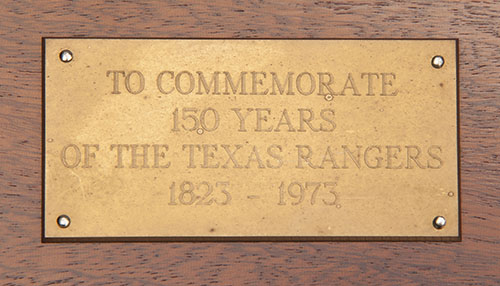 TO COMMEMORATE
150 YEARS
OF THE TEXAS RANGERS
1823 - 1973